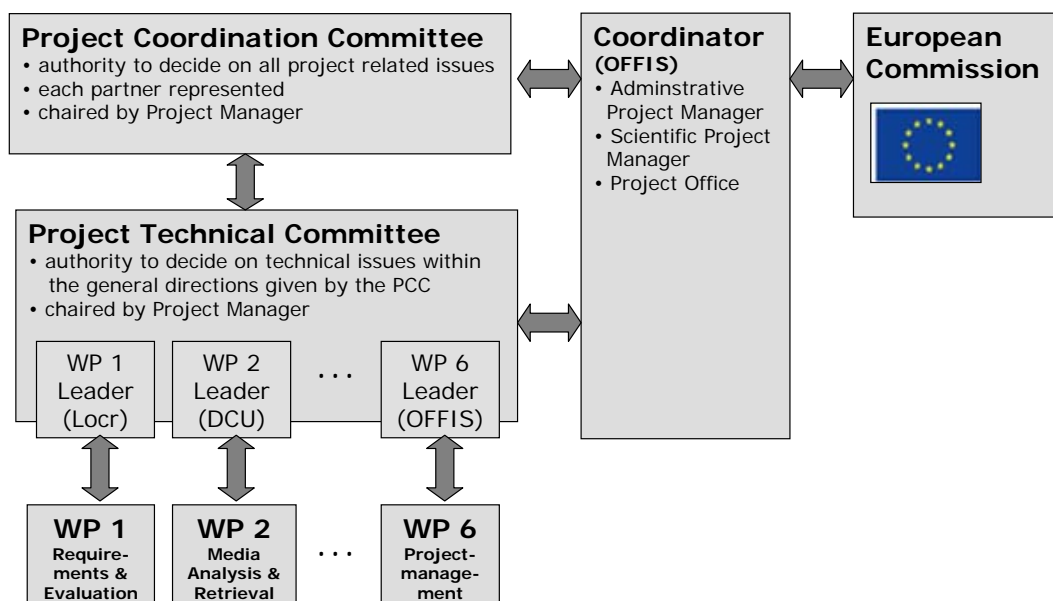 Project Coordination Committee
• authority to decide on all project related issues
• each partner represented
• chaired by Project Manager
Coordinator
(OFFIS)
• Adminstrative
Project Manager
• Scientific Project
Manager
• Project Office
European
Commission
Project Technical Committee
• authority to decide on technical issues within
the general directions given by the PCC
• chaired by Project Manager
WP 1
Leader
(Locr)
WP 2
Leader
(DCU)
...
WP 6
Leader
(OFFIS)
WP 1
Require-
ments &
Evaluation
WP 2
Media
Analysis &
Retrieval
...
WP 6
Project-
manage-
ment